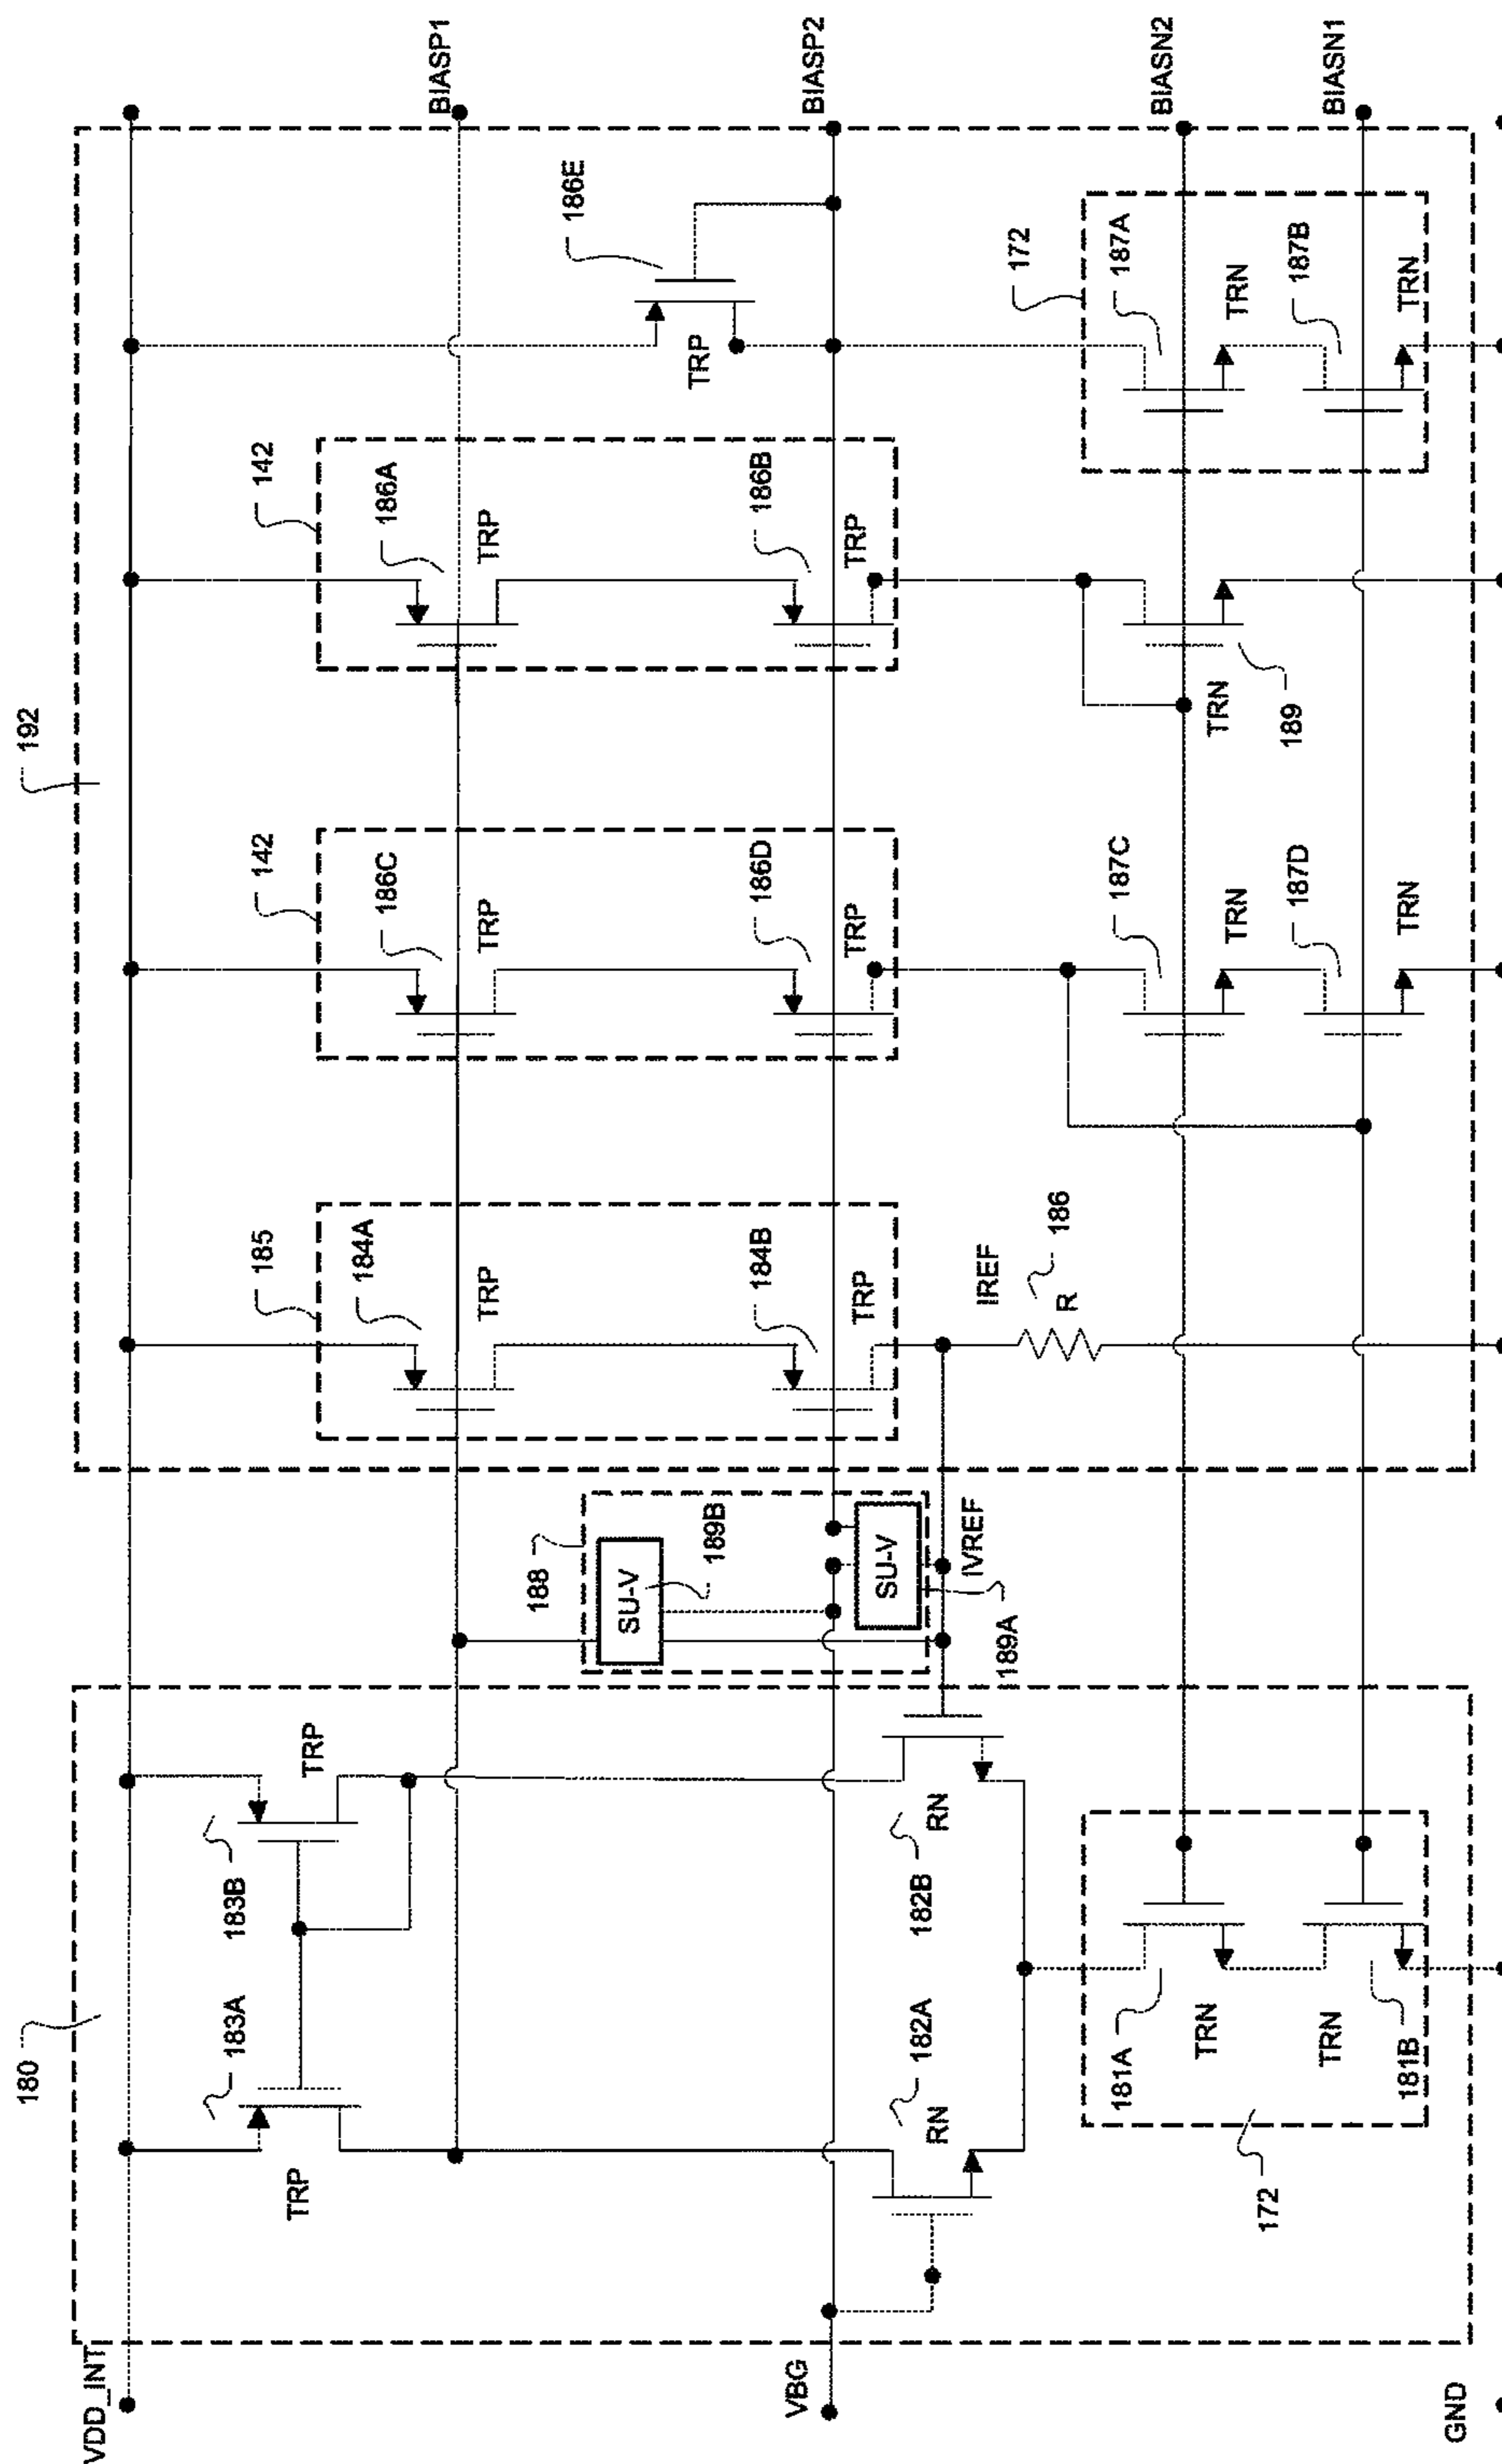 180
192
VDD_INT
183A
TRP
183B
TRP
185
184A
TRP
142
186C
TRP
142
186A
TRP
BIASP1
188
SU-V
189B
184B
TRP
186D
TRP
186B
TRP
186E
TRP
BIASP2
VBG
SU-V
IVREF
189A
182A
RN
182B
RN
IREF
186
R
187C
TRN
187D
TRN
TRN
189
172
187A
TRN
187B
TRN
BIASN2
BIASN1
181A
TRN
TRN
181B
172
GND